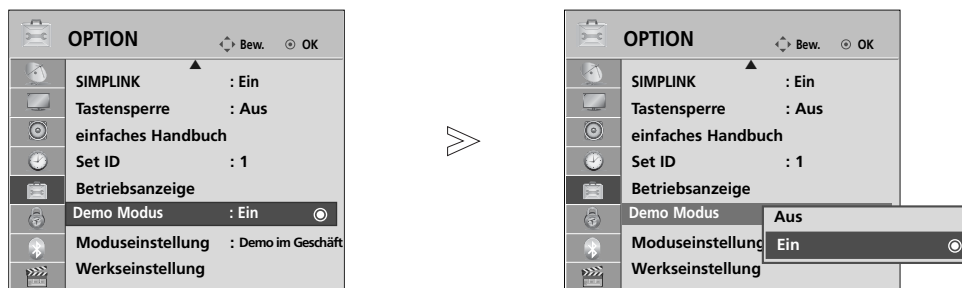 OPTION
Bew. OK
SIMPLINK : Ein
Tastensperre : Aus
einfaches Handbuch
Set ID : 1
Betriebsanzeige
Demo Modus : Ein
Moduseinstellung : Demo im Geschäft
Werkseinstellung
OPTION
Bew. OK
SIMPLINK : Ein
Tastensperre : Aus
einfaches Handbuch
Set ID : 1
Betriebsanzeige
Demo Modus
Aus
Moduseinstellung
Ein
Werkseinstellung